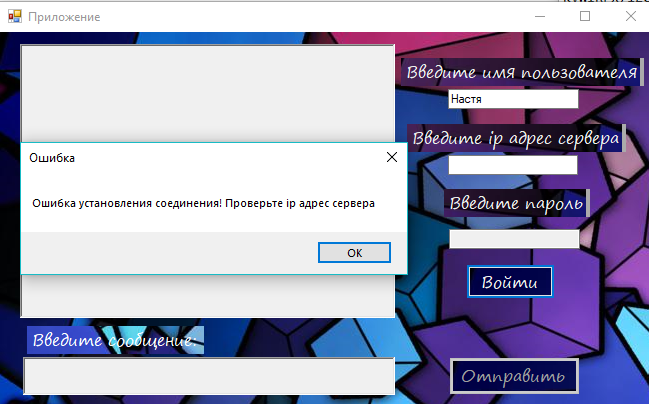 Приложение
Введите имя пользователя
Настя
Введите ip адрес сервера
Ошибка
Ошибка установления соединения! Проверьте ip адрес сервера
OK
Введите пароль
Войти
Введите сообщение:
Отправить